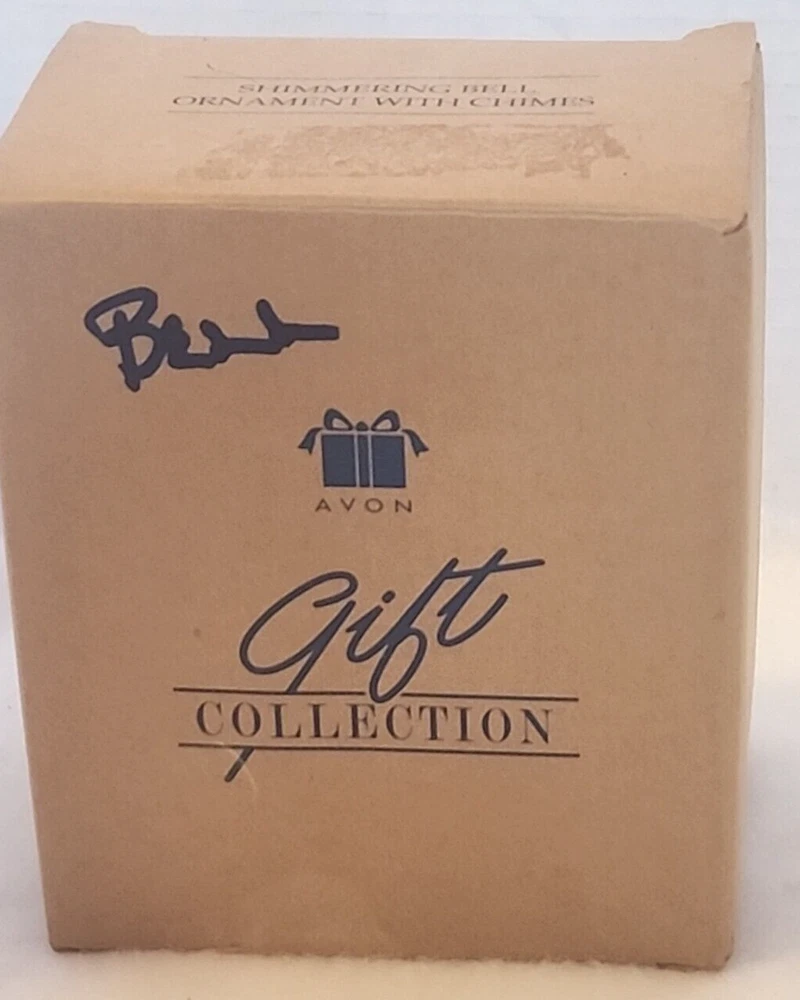 SHIMMERING BELL
ORNAMENT WITH CHIMES
AVON
Gift
COLLECTION